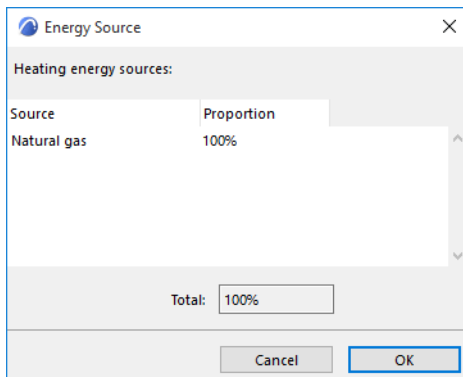 Energy Source
Heating energy sources:
Source Proportion
Natural gas 100%
Total: 100%
Cancel OK